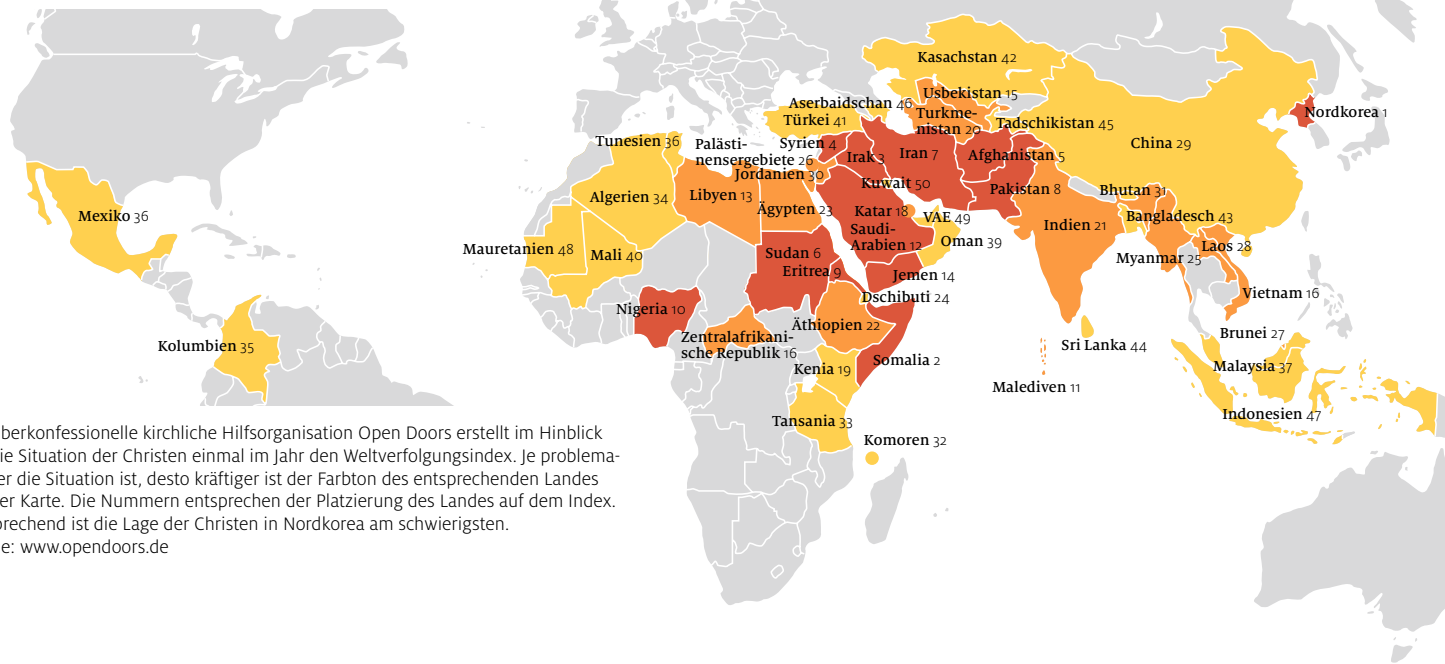 Kasachstan 42
Usbekistan 15
Aserbaidschan 46
Turkme-
nistan 20
Türkei 41
Tadschikistan 45
Nordkorea 1
Tunesien 36
Palästi-
nensergebiete 26
Syrien 4
Irak 3
Iran 7
Afghanistan 5
China 29
Jordanien 30
Kuwait 50
Pakistan 8
Bhutan 31
Algerien 34
Libyen 13
Ägypten 23
Katar 18
VAE 49
Indien 21
Bangladesch 43
Mexiko 36
Saudi-
Arabien 12
Oman 39
Laos 28
Mauretanien 48
Mali 40
Sudan 6
Eritrea 9
Jemen 14
Myanmar 25
Dschibuti 24
Vietnam 16
Nigeria 10
Äthiopien 22
Zentralafrikani-
sche Republik 16
Brunei 27
Kolumbien 35
Sri Lanka 44
Kenia 19
Somalia 2
Malaysia 37
Malediven 11
Tansania 33
Indonesien 47
Komoren 32
berkonfessionelle kirchliche Hilfsorganisation Open Doors erstellt im Hinblick
ie Situation der Christen einmal im Jahr den Weltverfolgungsindex. Je problema-
er die Situation ist, desto kräftiger ist der Farbton des entsprechenden Landes
er Karte. Die Nummern entsprechen der Platzierung des Landes auf dem Index.
prechend ist die Lage der Christen in Nordkorea am schwierigsten.
e: www.opendoors.de